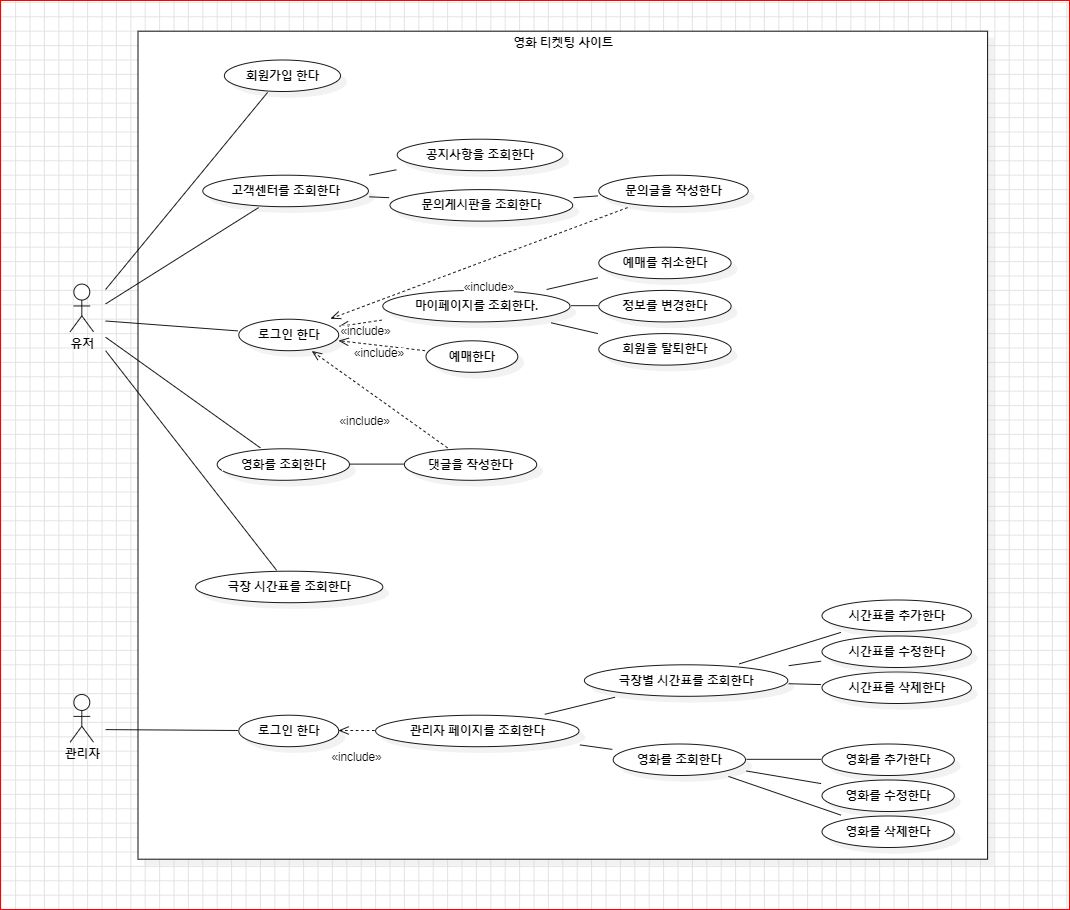 영화 티켓팅 사이트
회원가입 한다
공지사항을 조회한다
고객센터를 조회한다
문의게시판을 조회한다
문의글을 작성한다
예매를 취소한다
«include»
마이페이지를 조회한다.
정보를 변경한다
유저
로그인 한다
«include»
회원을 탈퇴한다
«include»
예매한다
«include»
영화를 조회한다
댓글을 작성한다
극장 시간표를 조회한다
시간표를 추가한다
시간표를 수정한다
극장별 시간표를 조회한다
시간표를 삭제한다
관리자
로그인 한다
관리자 페이지를 조회한다
«include»
영화를 조회한다
영화를 추가한다
영화를 수정한다
영화를 삭제한다